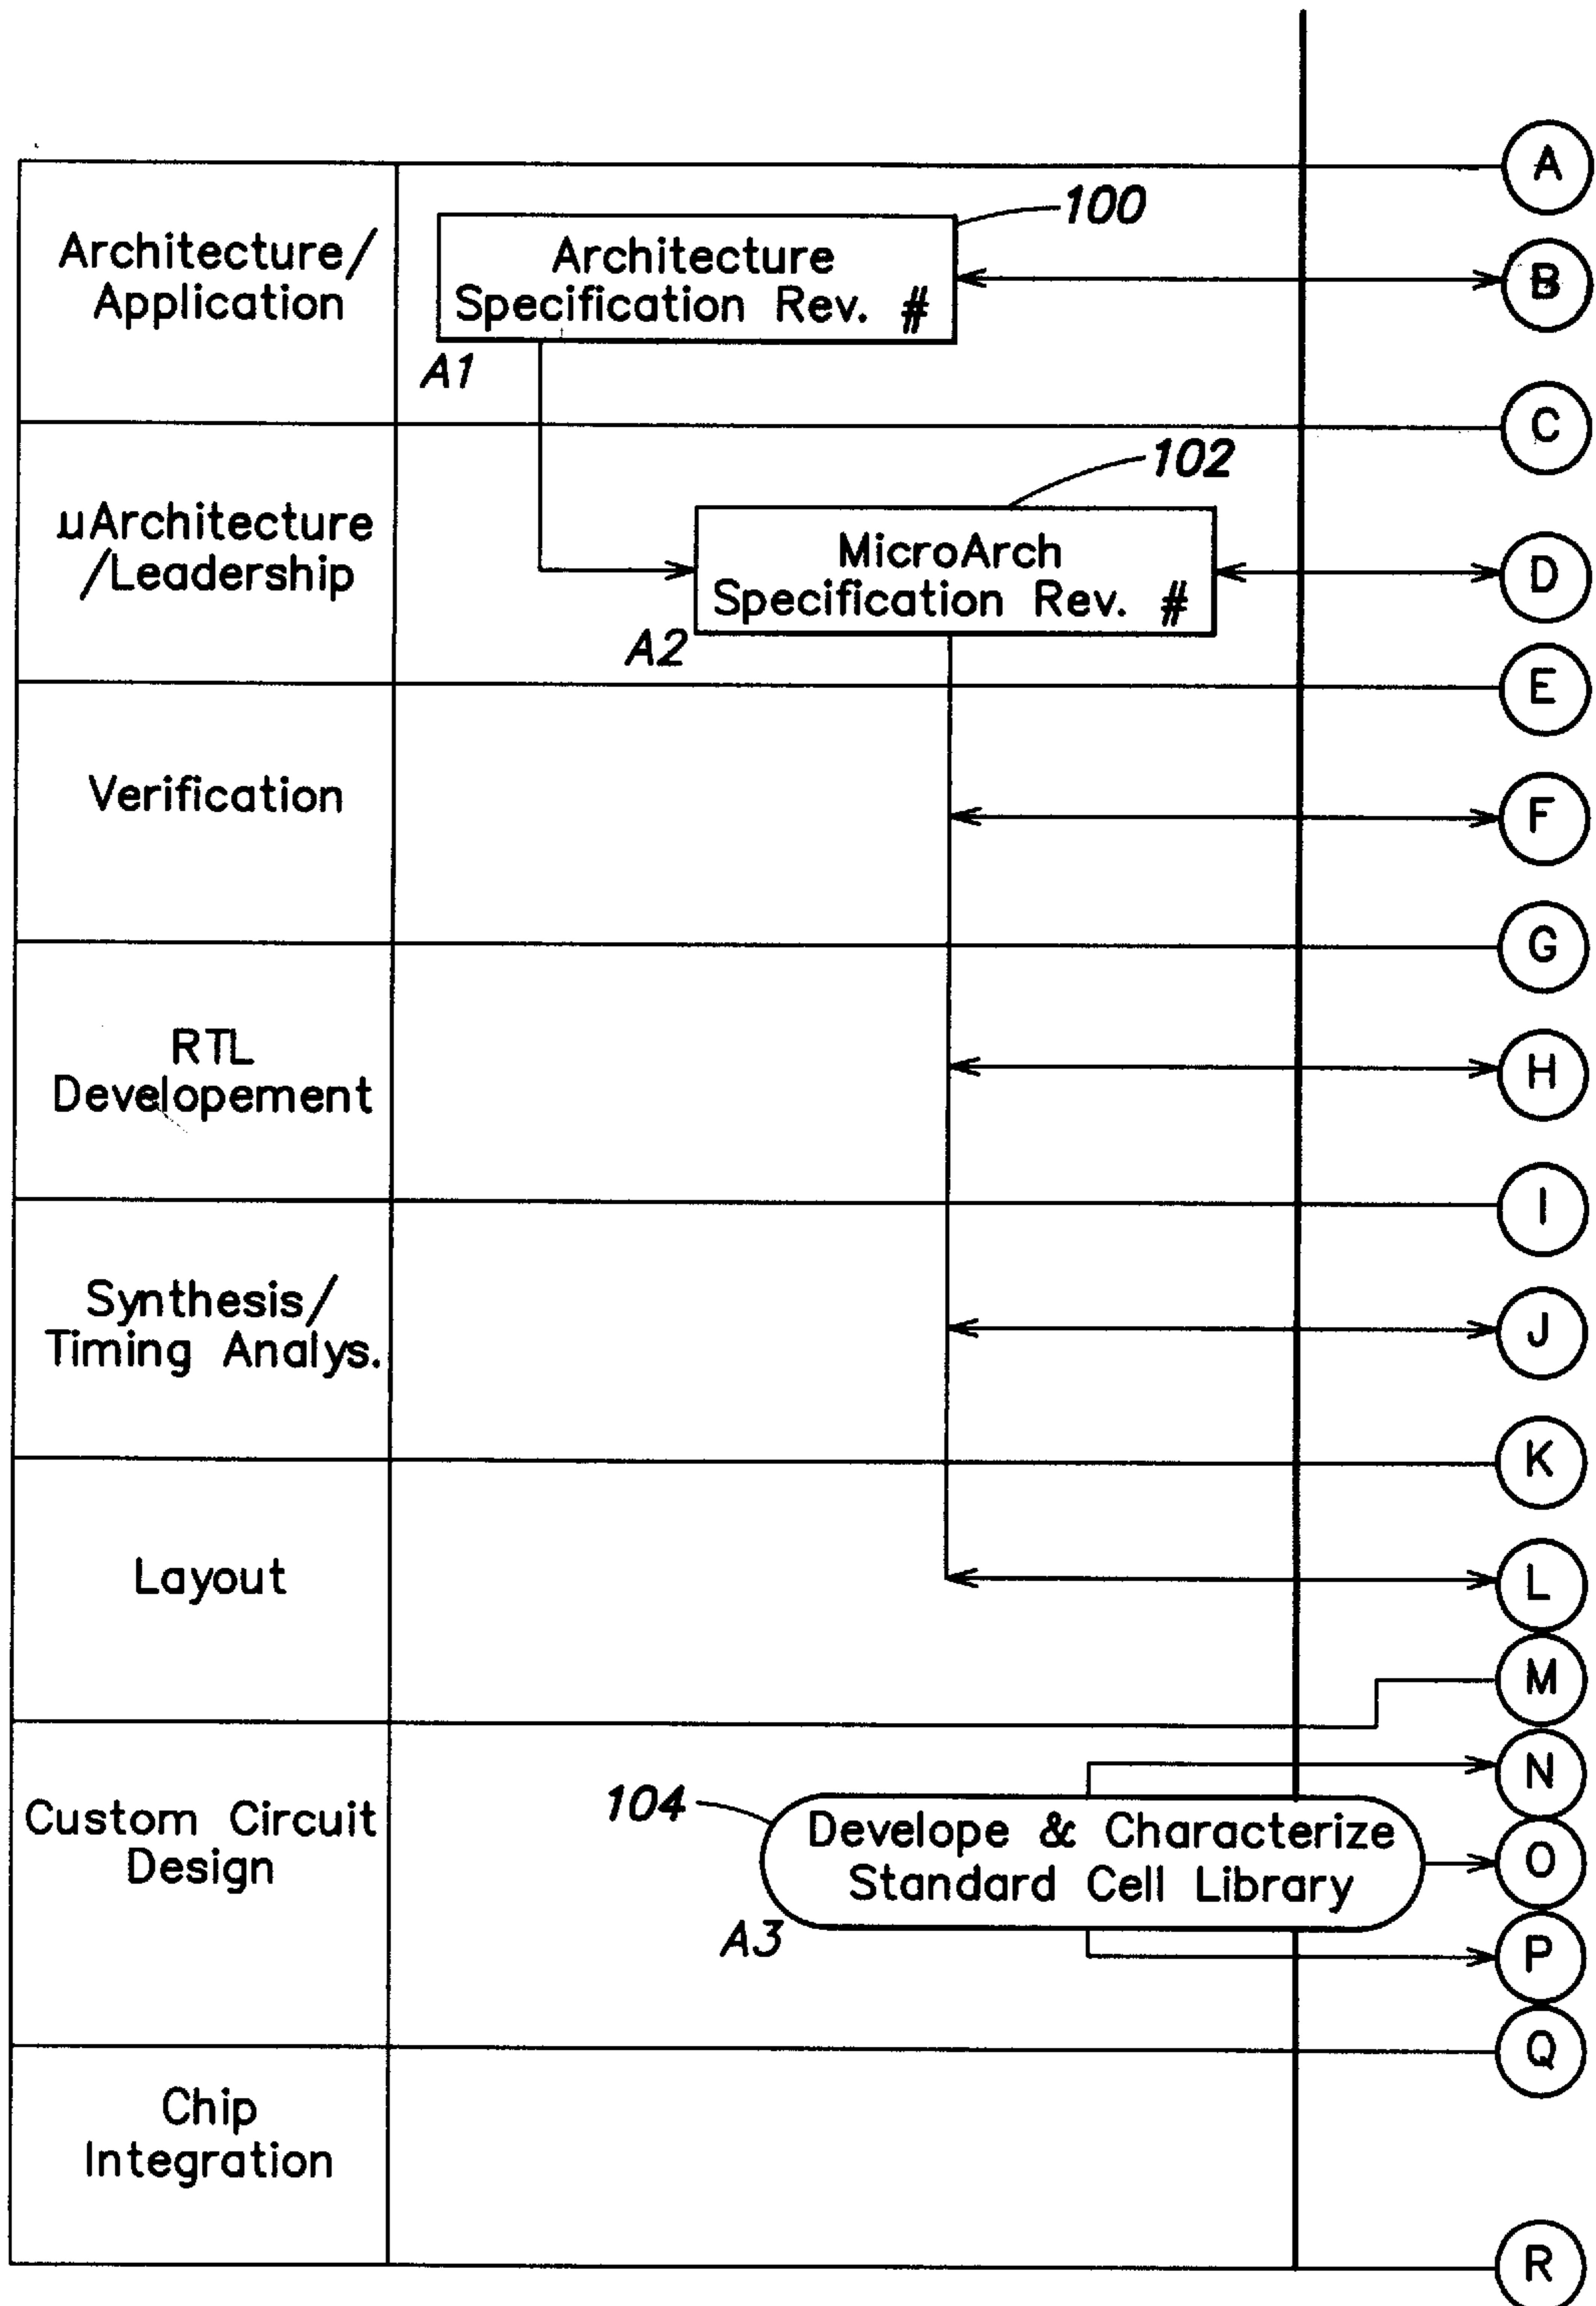 A
100
Architecture/
Application
Architecture
Specification Rev. #
B
A1
C
102
µArchitecture
/Leadership
MicroArch
Specification Rev. #
D
A2
E
Verification
F
G
RTL
Developement
H
I
Synthesis/
Timing Analys.
J
K
Layout
L
M
N
104
Custom Circuit
Design
Develope & Characterize
Standard Cell Library
O
A3
P
Q
Chip
Integration
R